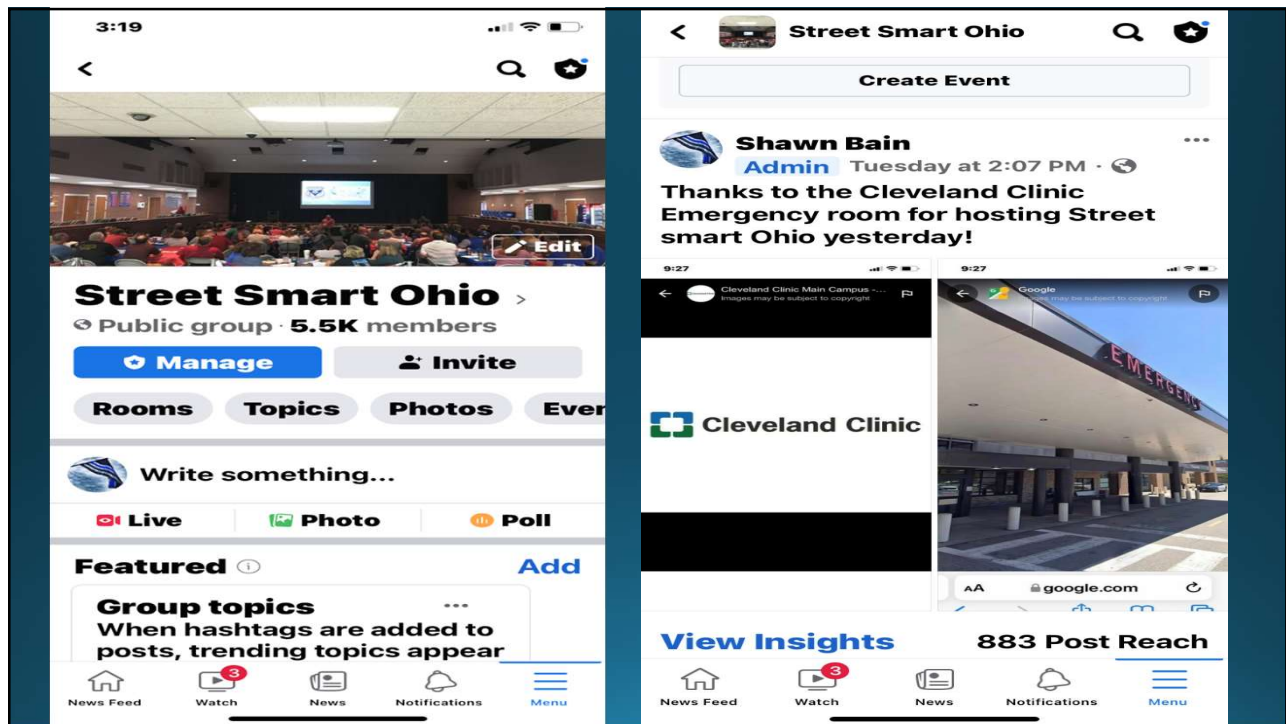 3:19
Edit
Street Smart Ohio
Public group · 5.5K members
Manage
Invite
Rooms
Topics
Photos
Even
Write something...
Live
Photo
Poll
Featured
Add
Group topics
When hashtags are added to
posts, trending topics appear
3
News Feed
Watch
News
Notifications
Menu
Street Smart Ohio
Create Event
Shawn Bain
Admin Tuesday at 2:07 PM ·
Thanks to the Cleveland Clinic
Emergency room for hosting Street
smart Ohio yesterday!
9:27
Cleveland Clinic Main Campus -...
Images may be subject to copyright
Cleveland Clinic
9:27
Google
Images may be subject to copyright
EMERGENCY
AA
google.com
View Insights
883 Post Reach
3
News Feed
Watch
News
Notifications
Menu